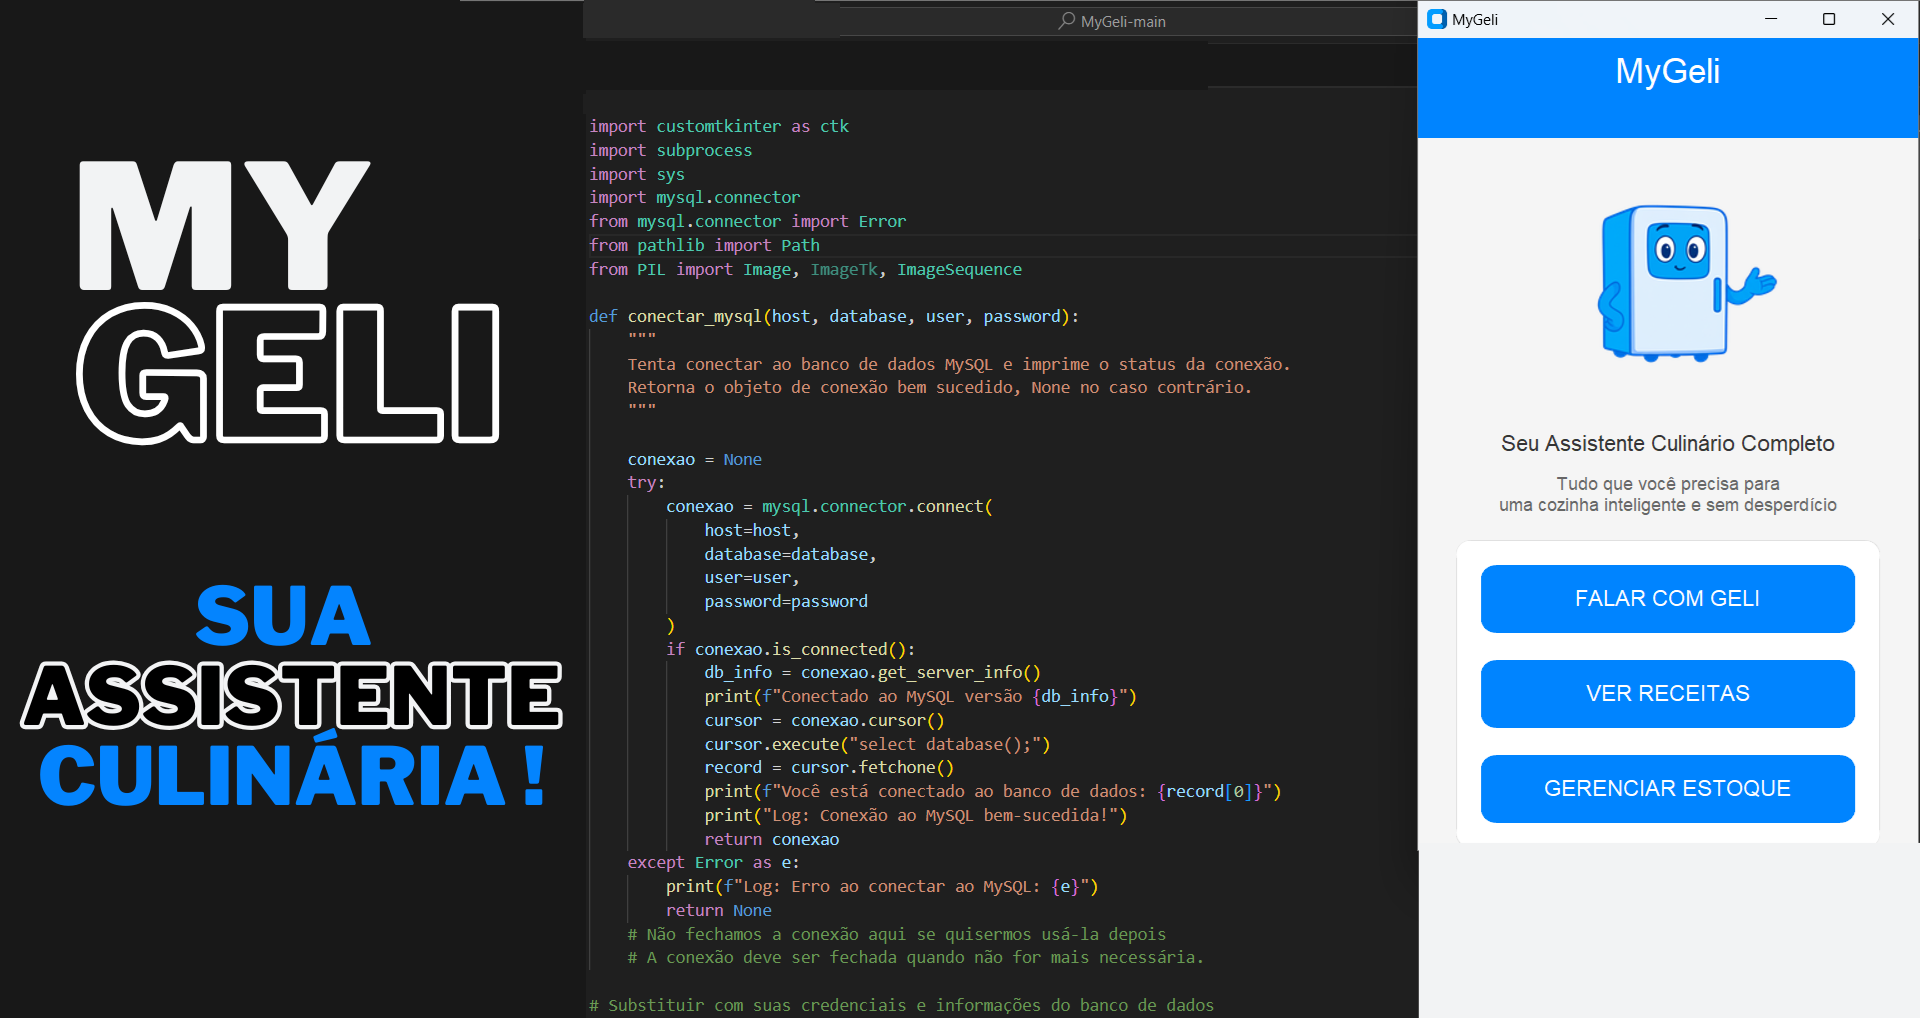 MY
GELI
SUA
ASSISTENTE
CULINÁRIA !
MyGeli-main
import customtkinter as ctk
import subprocess
import sys
import mysql.connector
from mysql.connector import Error
from pathlib import Path
from PIL import Image, ImageTk, ImageSequence
def conectar_mysql(host, database, user, password):
"""
Tenta conectar ao banco de dados MySQL e imprime o status da conexão.
Retorna o objeto de conexão bem sucedido, None no caso contrário.
"""
conexao = None
try:
conexao = mysql.connector.connect(
host=host,
database=database,
user=user,
password=password
)
if conexao.is_connected():
db_info = conexao.get_server_info()
print(f"Conectado ao MySQL versão {db_info}")
cursor = conexao.cursor()
cursor.execute("select database();")
record = cursor.fetchone()
print(f"Você está conectado ao banco de dados: {record[0]}")
print("Log: Conexão ao MySQL bem-sucedida!")
return conexao
except Error as e:
print(f"Log: Erro ao conectar ao MySQL: {e}")
return None
# Não fechamos a conexão aqui se quisermos usá-la depois
# A conexão deve ser fechada quando não for mais necessária.
# Substituir com suas credenciais e informações do banco de dados
MyGeli
MyGeli
Seu Assistente Culinário Completo
Tudo que você precisa para
uma cozinha inteligente e sem desperdício
FALAR COM GELI
VER RECEITAS
GERENCIAR ESTOQUE